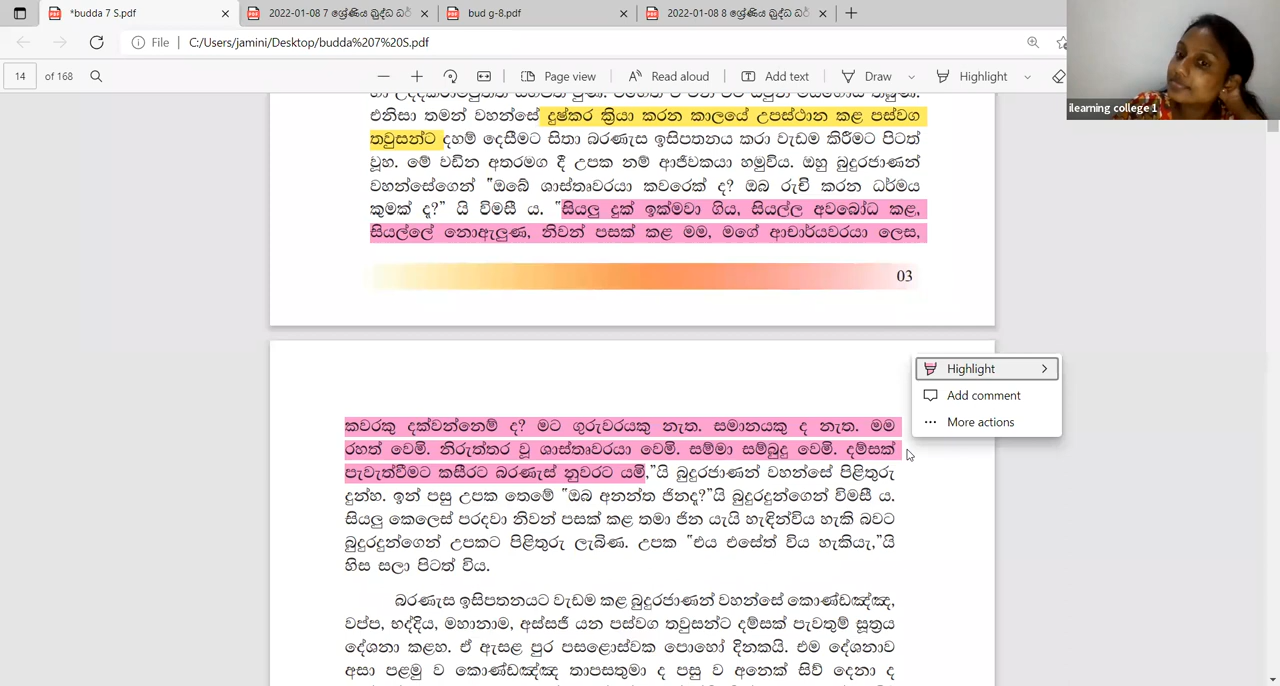 *budda 7 S.pdf
2022-01-08 7 ශ්‍රේණිය බුද්ධ ධර්
bud g-8.pdf
2022-01-08 8 ශ්‍රේණිය බුද්ධ ධර්
File
C:/Users/jamini/Desktop/budda%207%20S.pdf
14 of 168
Page view
Read aloud
Add text
Draw
Highlight
ilearning college 1
එනිසා තමන් වහන්සේ දුෂ්කර ක්‍රියා කරන කාලයේ උපස්ථාන කළ පස්වග
තවුසන්ට දහම් දෙසීමට සිතා බරණැස ඉසිපතනය කරා වැඩම කිරීමට පිටත්
වූහ. මේ වඩින අතරමග දී උපක නම් ආජීවකයා හමුවිය. ඔහු බුදුරජාණන්
වහන්සේගෙන් "ඔබේ ශාස්තෘවරයා කවරෙක් ද? ඔබ රුචි කරන ධර්මය
කුමක් ද?" යි විමසී ය. "සියලු දුක් ඉක්මවා ගිය, සියල්ල අවබෝධ කළ,
සියල්ලේ නොඇලුණ, නිවන් පසක් කළ මම, මගේ ආචාර්යවරයා ලෙස,
03
Highlight
Add comment
More actions
කවරකු දක්වන්නෙම් ද? මට ගුරුවරයකු නැත. සමානයකු ද නැත. මම
රහත් වෙමි. නිරුත්තර වූ ශාස්තෘවරයා වෙමි. සම්මා සම්බුදු වෙමි. දම්සක්
පැවැත්වීමට කසීරට බරණැස් නුවරට යමි,"යි බුදුරජාණන් වහන්සේ පිළිතුරු
දුන්හ. ඉන් පසු උපක තෙමේ "ඔබ අනන්ත ජිනද?"යි බුදුරදුන්ගෙන් විමසී ය.
සියලු කෙලෙස් පරදවා නිවන් පසක් කළ තමා ජින යැයි හැඳින්විය හැකි බවට
බුදුරදුන්ගෙන් උපකට පිළිතුරු ලැබිණ. උපක "එය එසේත් විය හැකියැ,"යි
හිස සලා පිටත් විය.
බරණැස ඉසිපතනයට වැඩම කළ බුදුරජාණන් වහන්සේ කොණ්ඩඤ්ඤ,
වප්ප, භද්දිය, මහානාම, අස්සජී යන පස්වග තවුසන්ට දම්සක් පැවතුම් සූත්‍රය
දේශනා කළහ. ඒ ඇසළ පුර පසළොස්වක පොහෝ දිනකයි. එම දේශනාව
අසා පළමු ව කොණ්ඩඤ්ඤ තාපසතුමා ද පසු ව අනෙක් සිව් දෙනා ද